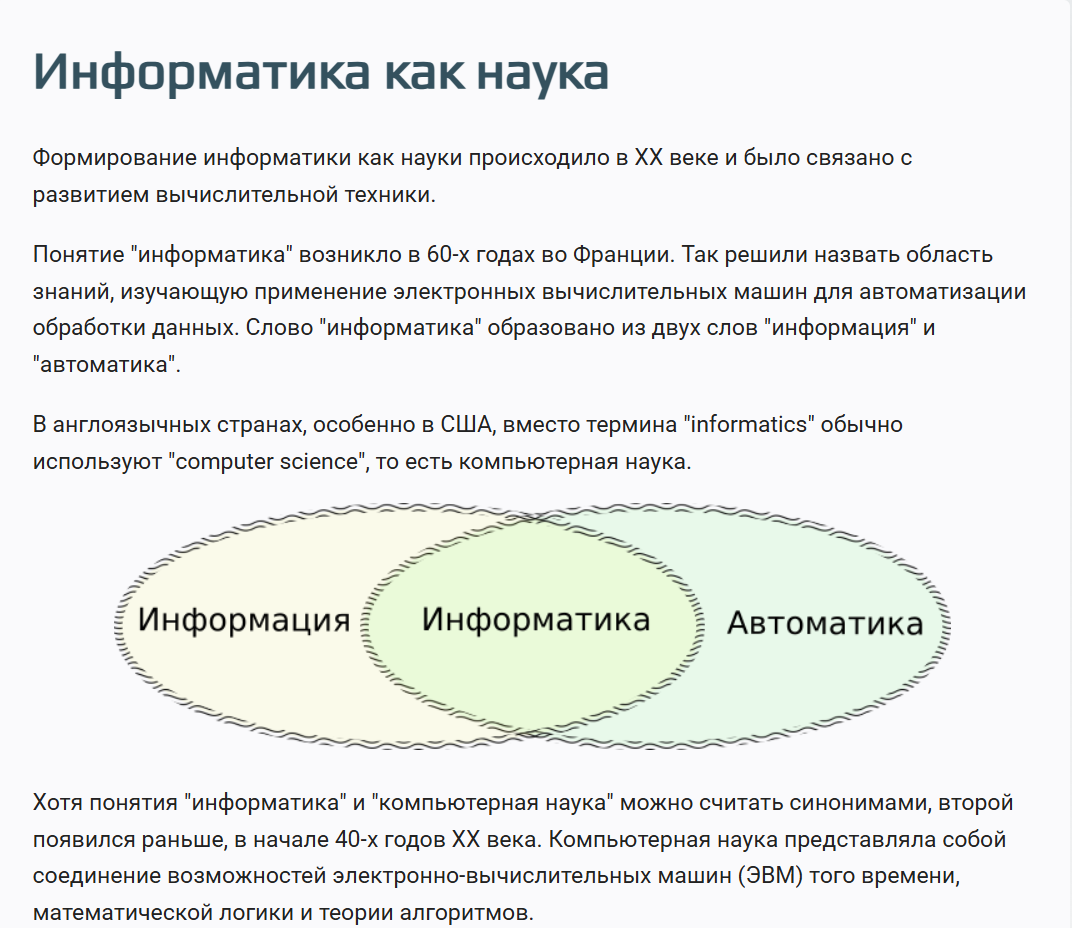 Информатика как наука
Формирование информатики как науки происходило в XX веке и было связано с
развитием вычислительной техники.
Понятие "информатика" возникло в 60-х годах во Франции. Так решили назвать область
знаний, изучающую применение электронных вычислительных машин для автоматизации
обработки данных. Слово "информатика" образовано из двух слов "информация" и
"автоматика".
В англоязычных странах, особенно в США, вместо термина "informatics" обычно
используют "computer science", то есть компьютерная наука.
Информация
Информатика
Автоматика
Хотя понятия "информатика" и "компьютерная наука" можно считать синонимами, второй
появился раньше, в начале 40-х годов XX века. Компьютерная наука представляла собой
соединение возможностей электронно-вычислительных машин (ЭВМ) того времени,
математической логики и теории алгоритмов.